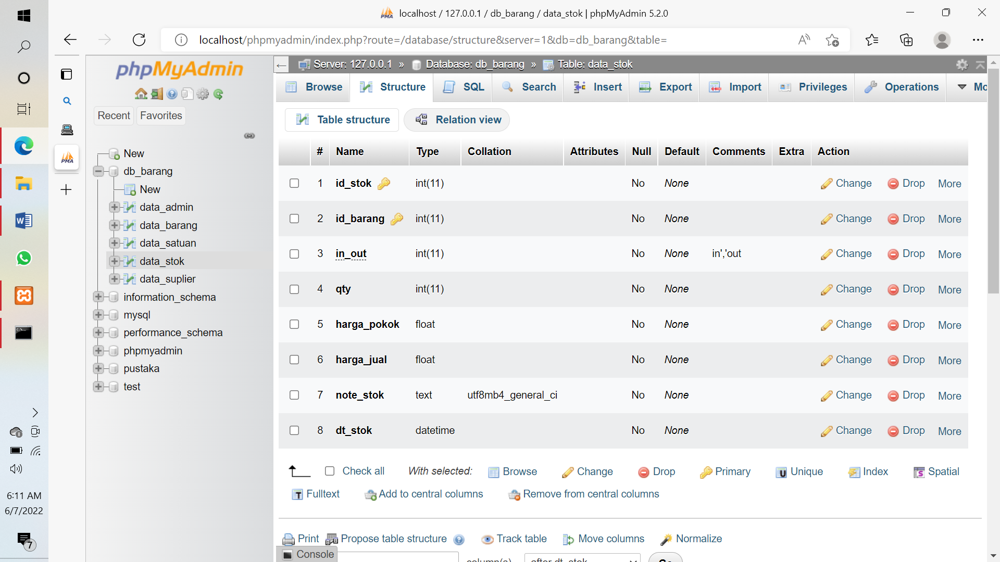 localhost / 127.0.0.1 / db_barang / data_stok | phpMyAdmin 5.2.0
localhost/phpmyadmin/index.php?route=/database/structure&server=1&db=db_barang&table=
phpMyAdmin
Recent Favorites
New
db_barang
New
data_admin
data_barang
data_satuan
data_stok
data_suplier
information_schema
mysql
performance_schema
phpmyadmin
pustaka
test
Server: 127.0.0.1 » Database: db_barang » Table: data_stok
Browse Structure SQL Search Insert Export Import Privileges Operations Mo
Table structure Relation view
# Name Type Collation Attributes Null Default Comments Extra Action
1 id_stok int(11) No None Change Drop More
2 id_barang int(11) No None Change Drop More
3 in_out int(11) No None in','out Change Drop More
4 qty int(11) No None Change Drop More
5 harga_pokok float No None Change Drop More
6 harga_jual float No None Change Drop More
7 note_stok text utf8mb4_general_ci No None Change Drop More
8 dt_stok datetime No None Change Drop More
Check all With selected: Browse Change Drop Primary Unique Index Spatial
Fulltext Add to central columns Remove from central columns
Print Propose table structure Track table Move columns Normalize
Console
column(s) after dt_stok Go
PMA
PMA
6:11 AM
6/7/2022
7